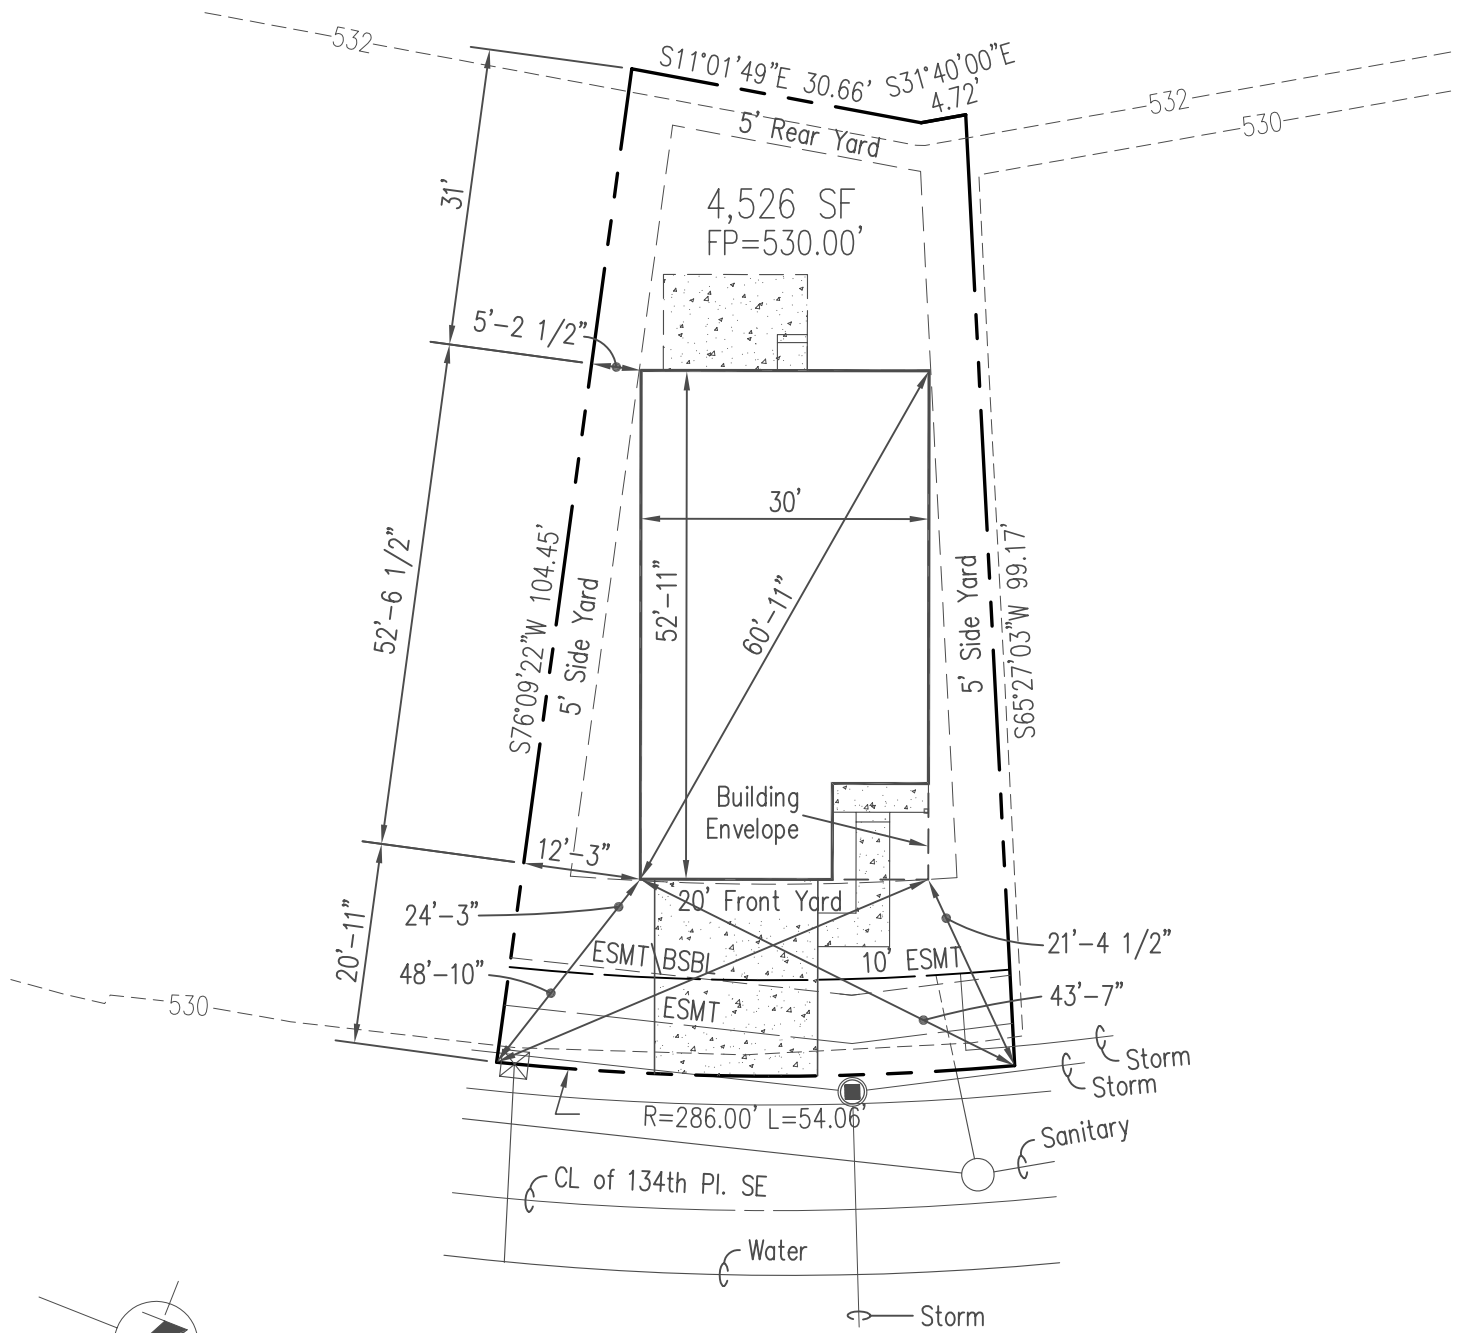 532
S11°01'49"E 30.66'
S31°40'00"E
4.72'
532
530
5' Rear Yard
4,526 SF
FP=530.00'
31'
5'-2 1/2"
30'
52'-6 1/2"
S76°09'22"W 104.45'
5' Side Yard
52'-11"
60'-11"
5' Side Yard
S65°27'03"W 99.17'
Building
Envelope
12'-3"
20' Front Yard
24'-3"
20'-11"
ESMT\BSBL
10' ESMT
21'-4 1/2"
48'-10"
43'-7"
530
ESMT
Storm
Storm
R=286.00' L=54.06'
Sanitary
CL of 134th Pl. SE
Water
Storm